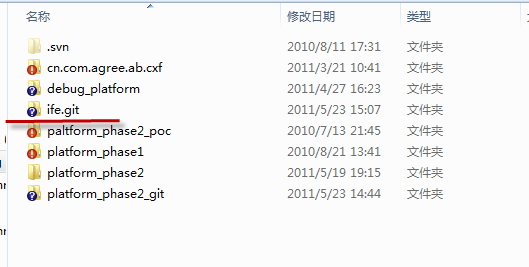 名称 修改日期 类型
.svn 2010/8/11 17:31 文件夹
cn.com.agree.ab.cxf 2011/3/21 10:41 文件夹
debug_platform 2011/4/27 16:23 文件夹
ife.git 2011/5/23 15:07 文件夹
paltform_phase2_poc 2010/7/13 21:45 文件夹
platform_phase1 2010/8/21 13:41 文件夹
platform_phase2 2011/5/19 19:15 文件夹
platform_phase2_git 2011/5/23 14:44 文件夹